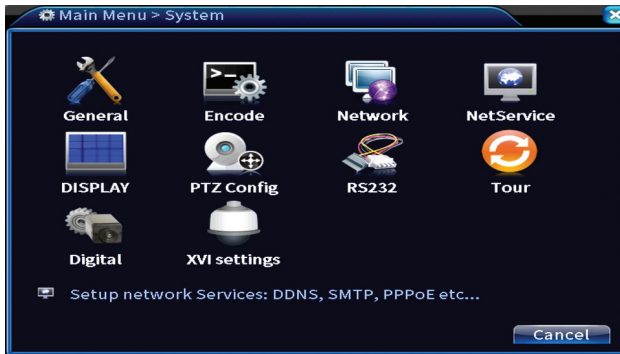 Main Menu > System
General Encode Network NetService
DISPLAY PTZ Config RS232 Tour
Digital XVI settings
Setup network Services: DDNS, SMTP, PPPoE etc...
Cancel